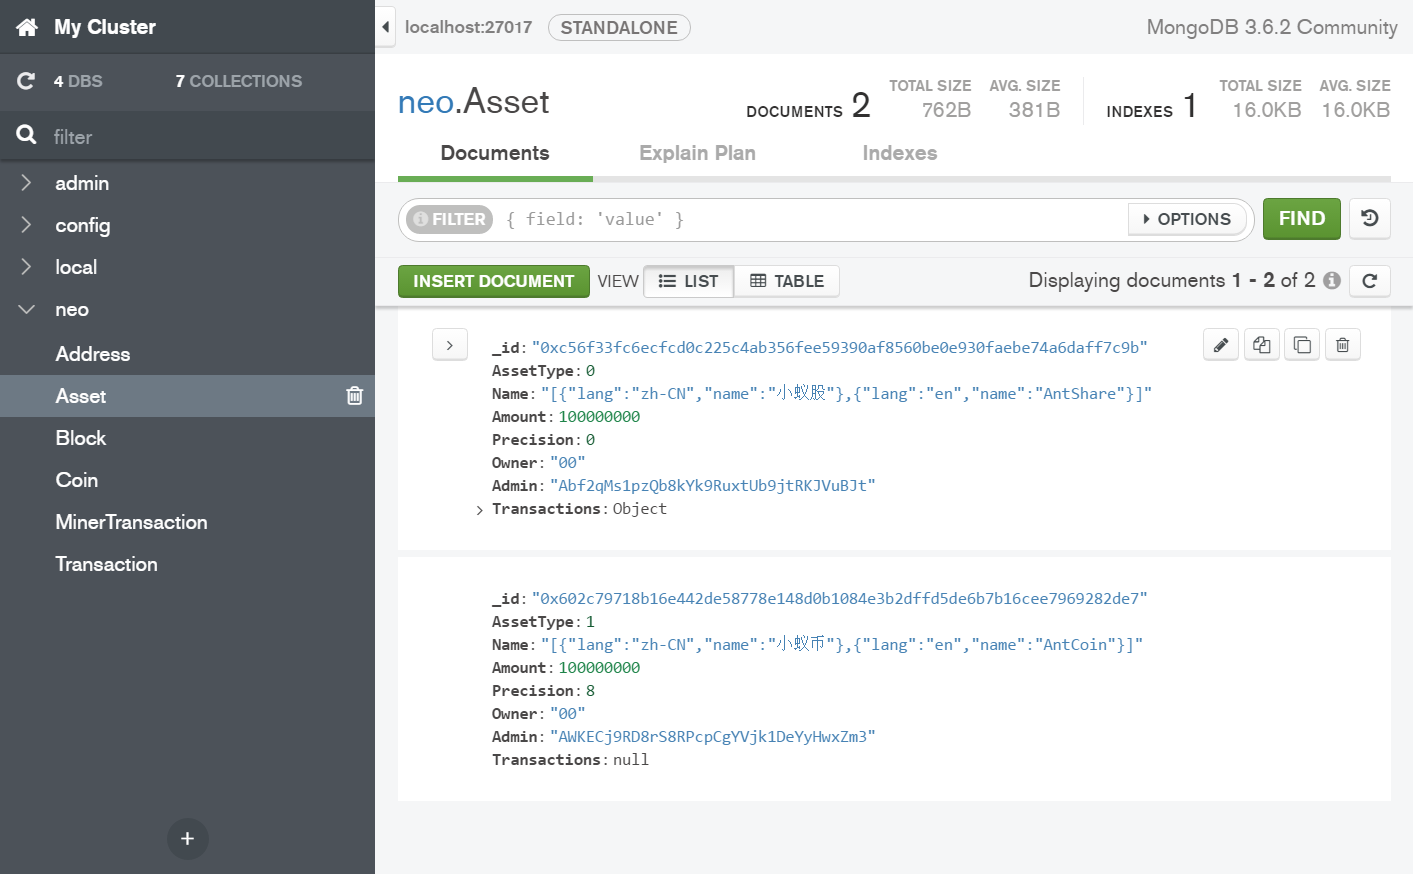 My Cluster
localhost:27017 STANDALONE
MongoDB 3.6.2 Community
4 DBS 7 COLLECTIONS
filter
admin
config
local
neo
Address
Asset
Block
Coin
MinerTransaction
Transaction
+
neo.Asset
DOCUMENTS 2 TOTAL SIZE 762B AVG. SIZE 381B
INDEXES 1 TOTAL SIZE 16.0KB AVG. SIZE 16.0KB
Documents Explain Plan Indexes
FILTER { field: 'value' } OPTIONS FIND
INSERT DOCUMENT VIEW LIST TABLE Displaying documents 1 - 2 of 2
_id: "0xc56f33fc6ecfcd0c225c4ab356fee59390af8560be0e930faebe74a6daff7c9b"
AssetType: 0
Name: "[{"lang":"zh-CN","name":"小蚁股"},{"lang":"en","name":"AntShare"}]"
Amount: 100000000
Precision: 0
Owner: "00"
Admin: "Abf2qMs1pzQb8kYk9RuxtUb9jtRKJVuBJt"
Transactions: Object
_id: "0x602c79718b16e442de58778e148d0b1084e3b2dffd5de6b7b16cee7969282de7"
AssetType: 1
Name: "[{"lang":"zh-CN","name":"小蚁币"},{"lang":"en","name":"AntCoin"}]"
Amount: 100000000
Precision: 8
Owner: "00"
Admin: "AWKECj9RD8rS8RPcpCgYVjk1DeYyHwxZm3"
Transactions: null